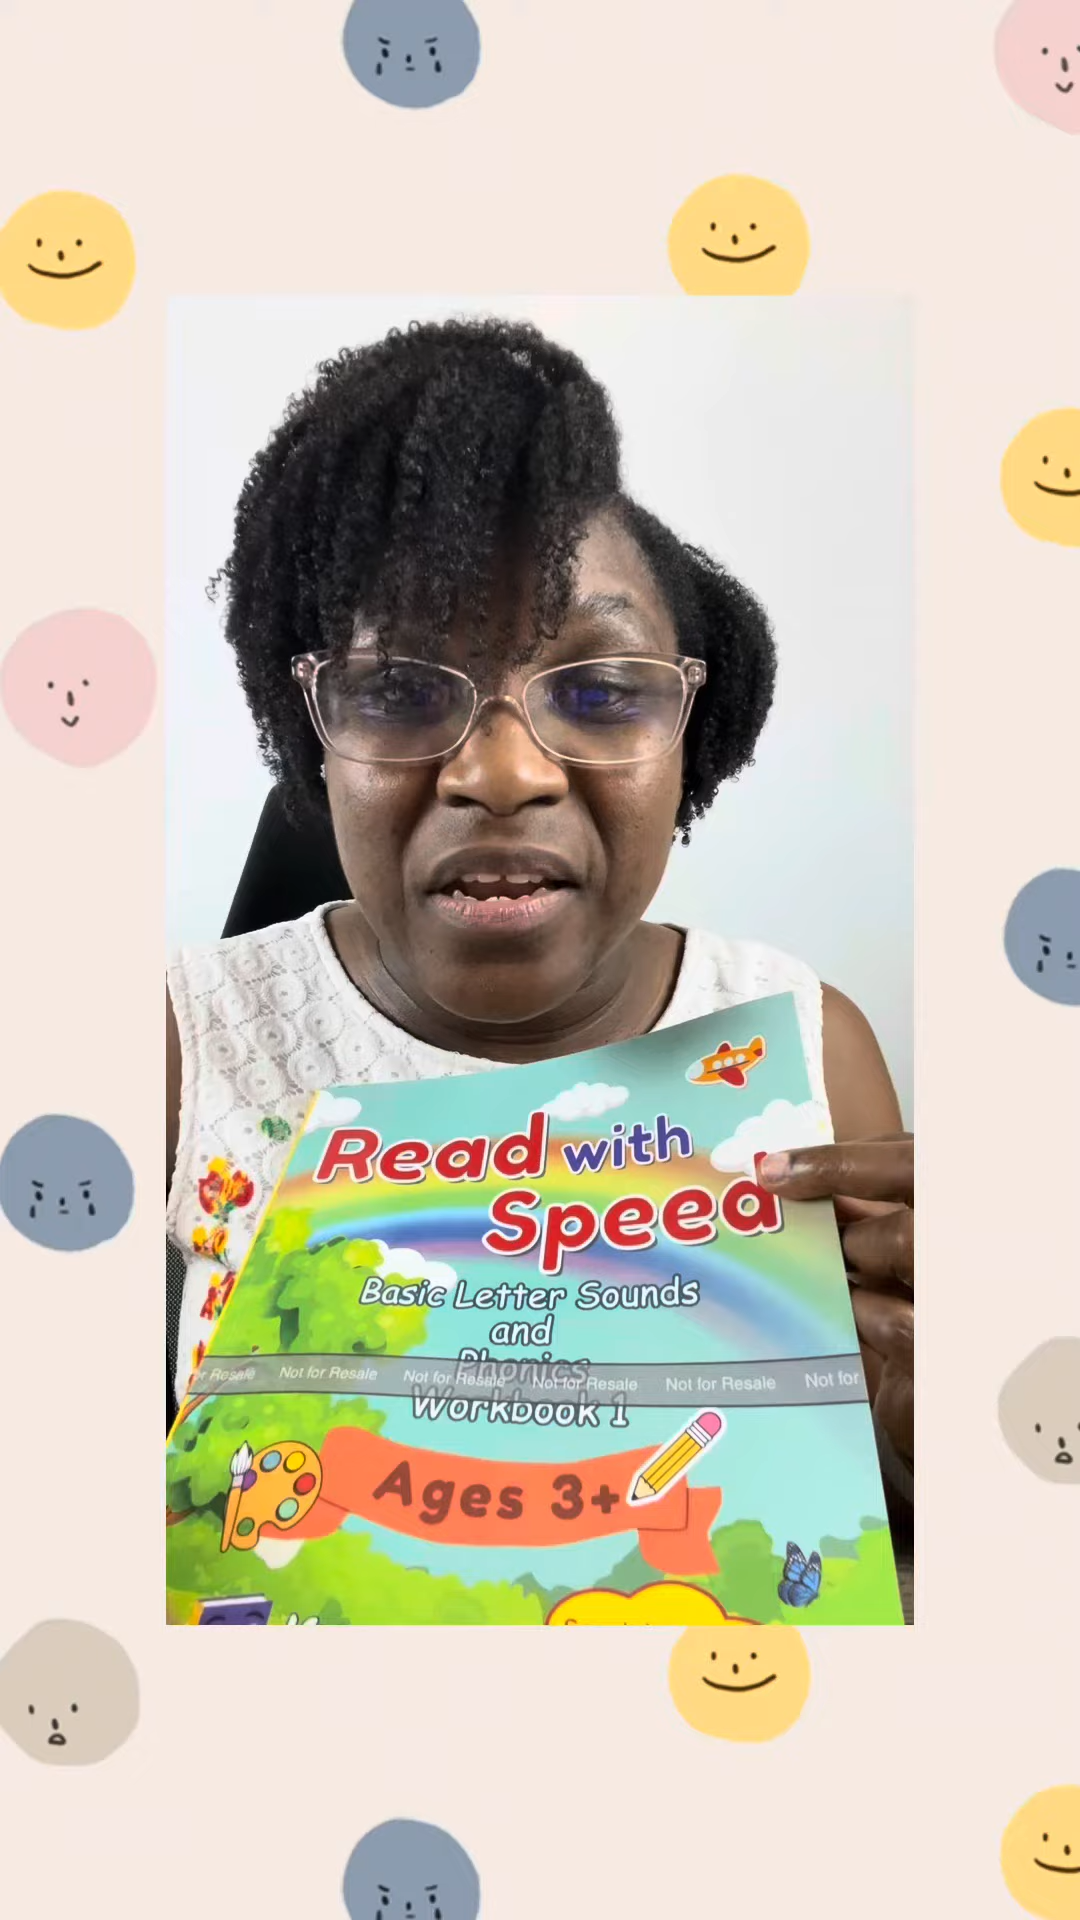 Read with
Speed
Basic Letter Sounds
and
Phonics
Not for Resale Not for Resale Not for Resale Not for Resale Not for
Workbook 1
Ages 3+